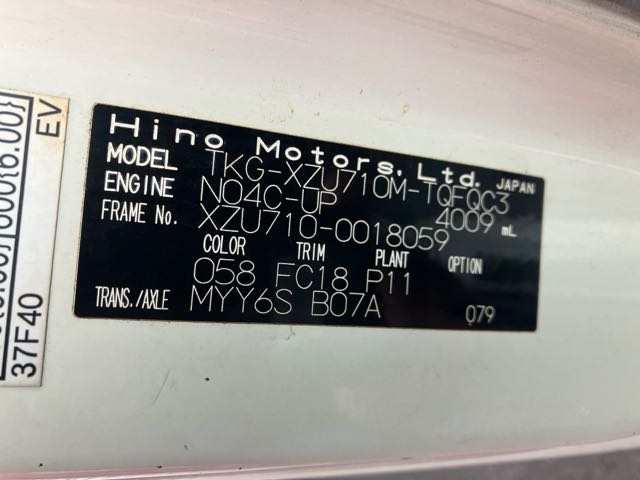 Hino Motors, Ltd. JAPAN
MODEL TKG-XZU710M-TQFQC3
ENGINE N04C-UP 4009 mL
FRAME No. XZU710-0018059
COLOR TRIM PLANT OPTION
058 FC18 P11
TRANS./AXLE MYY6S B07A 079
EV
37F40